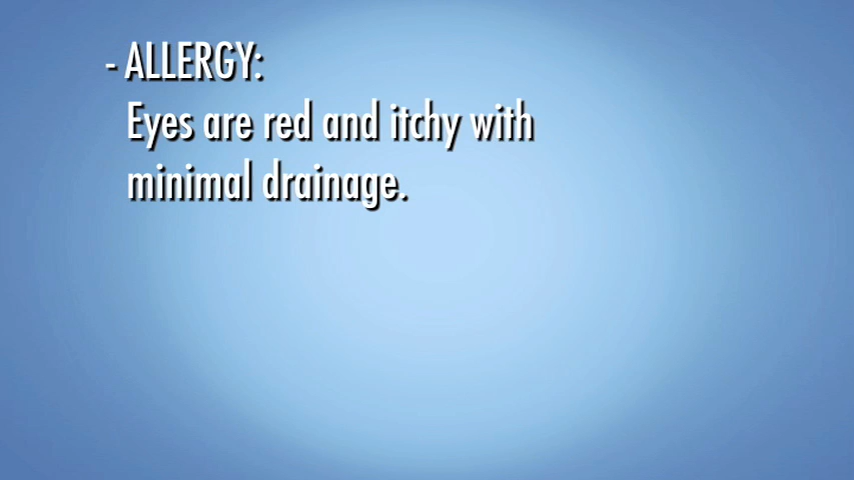 - ALLERGY:
Eyes are red and itchy with
minimal drainage.